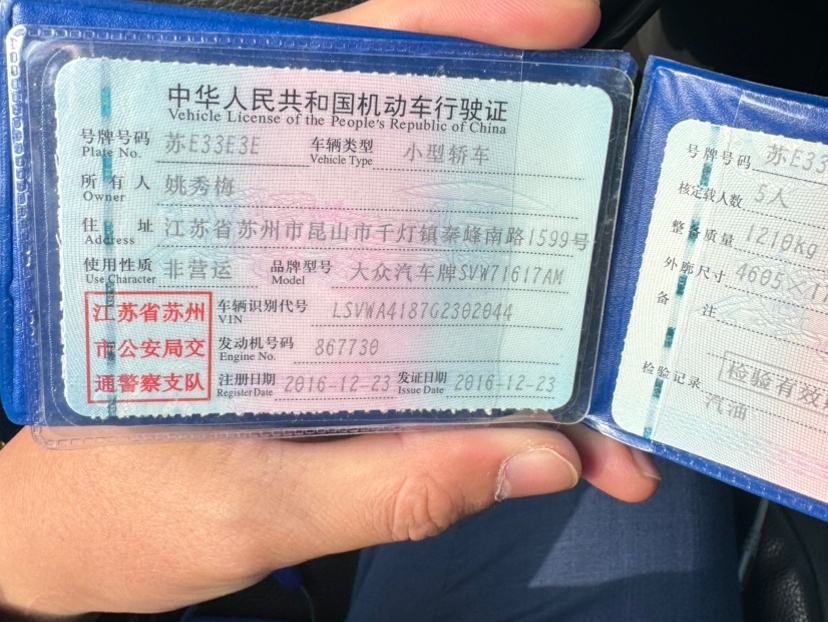 中华人民共和国机动车行驶证
Vehicle License of the People's Republic of China
号牌号码 苏E33E3E 车辆类型 小型轿车
Plate No. Vehicle Type
所有人 姚秀梅
Owner
住址 江苏省苏州市昆山市千灯镇秦峰南路1599号
Address
使用性质 非营运 品牌型号 大众汽车牌SVW71617AM
Use Character Model
江苏省苏州
市公安局交
通警察支队
车辆识别代号 LSVWA4187G2302044
VIN
发动机号码 867730
Engine No.
注册日期 2016-12-23 发证日期 2016-12-23
Register Date Issue Date
号牌号码 苏E33
核定载人数 5人
整备质量 1210Kg
外廓尺寸 4605×17
备注
检验记录 检验有效
汽油